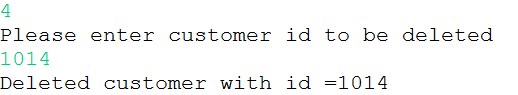 4
Please enter customer id to be deleted
1014
Deleted customer with id =1014